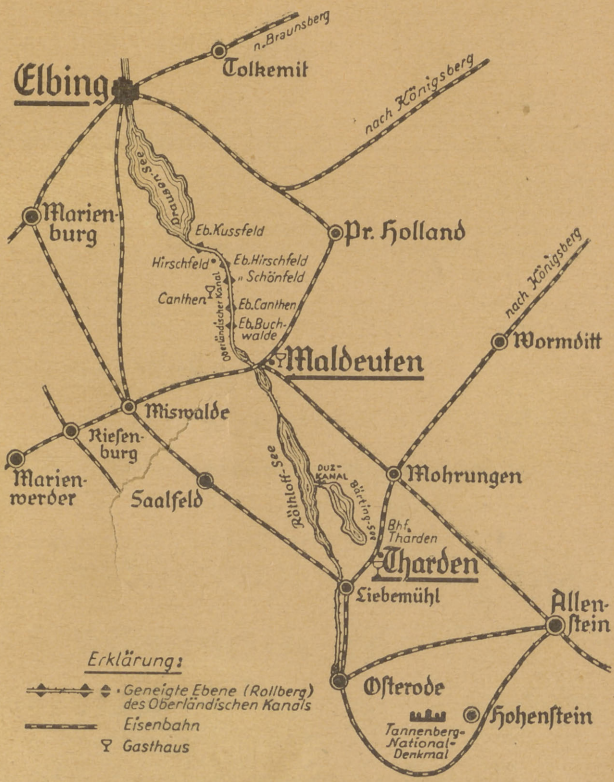 n. Braunsberg
Tolkemit
Elbing
nach Königsberg
Drausen-See
Marien-
burg
Eb. Kussfeld
Pr. Holland
Hirschfeld
Eb. Hirschfeld
" Schönfeld
Canthen
Eb. Canthen
Oberländischer Kanal
Eb. Buch-
walde
nach Königsberg
Wormditt
Maldeuten
Miswalde
Riesen-
burg
Marien-
werder
Saalfeld
Röthloff-See
DUZ-
KANAL
Bärting-See
Mohrungen
Bhf.
Tharden
Tharden
Liebemühl
Allen-
stein
Osterode
Hohenstein
Tannenberg-
National-
Denkmal
Erklärung:
Geneigte Ebene (Rollberg)
des Oberländischen Kanals
Eisenbahn
Gasthaus